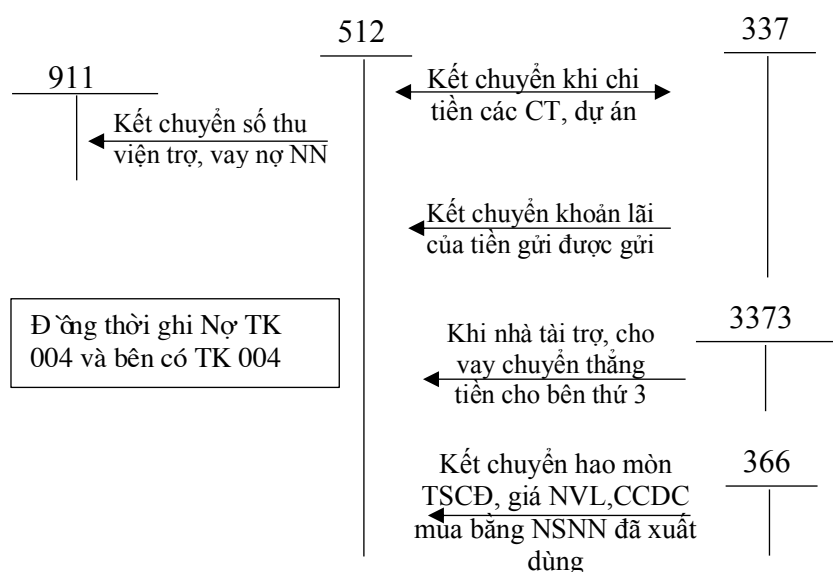 512
337
911
Kết chuyển khi chi
tiền các CT, dự án
Kết chuyển số thu
viện trợ, vay nợ NN
Kết chuyển khoản lãi
của tiền gửi được gửi
Đồng thời ghi Nợ TK
004 và bên có TK 004
3373
Khi nhà tài trợ, cho
vay chuyển thẳng
tiền cho bên thứ 3
366
Kết chuyển hao mòn
TSCĐ, giá NVL,CCDC
mua bằng NSNN đã xuất
dùng